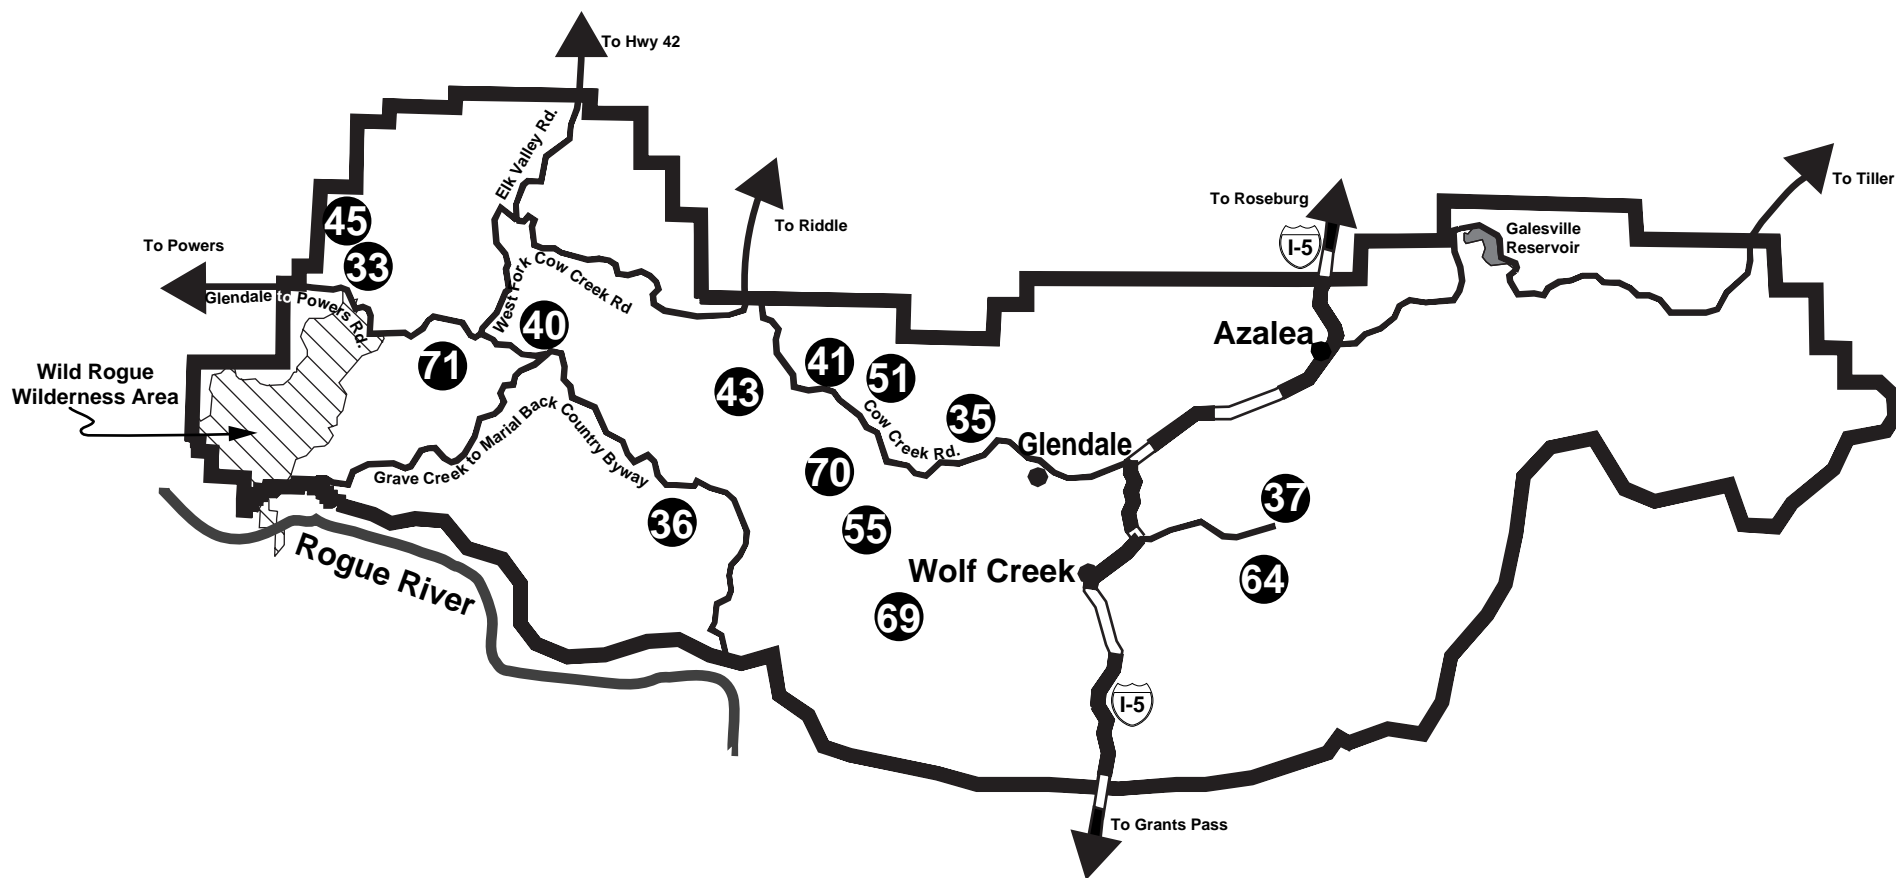 To Hwy 42
Elk Valley Rd.
To Tiller
To Riddle
To Roseburg
I-5
Galesville
Reservoir
45
To Powers
33
Glendale to Powers Rd.
West Fork
Cow Creek Rd
40
71
Wild Rogue
Wilderness Area
Azalea
41
51
43
35
Cow Creek Rd.
Glendale
Grave Creek to Marial Back Country Byway
70
37
36
55
Rogue River
Wolf Creek
64
69
I-5
To Grants Pass